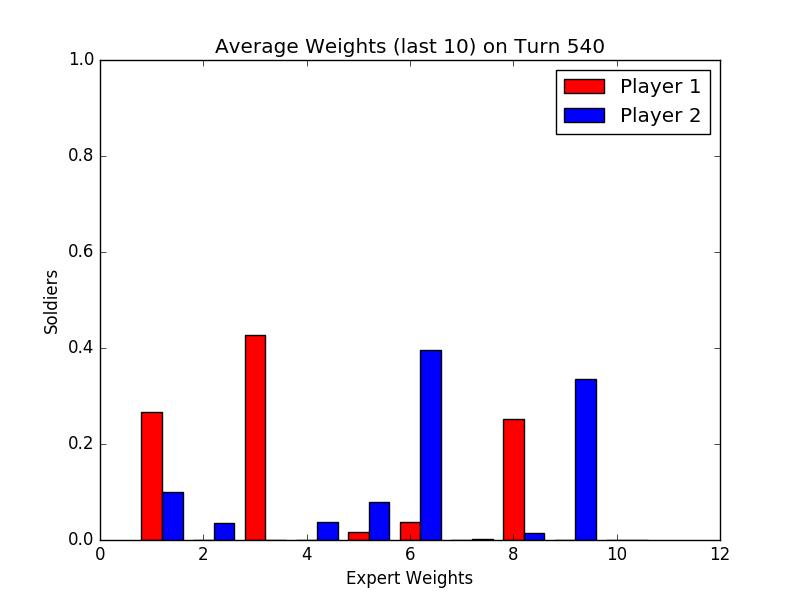 Average Weights (last 10) on Turn 540
Player 1
Player 2
1.0
0.8
0.6
0.4
0.2
0.0
Soldiers
0 2 4 6 8 10 12
Expert Weights